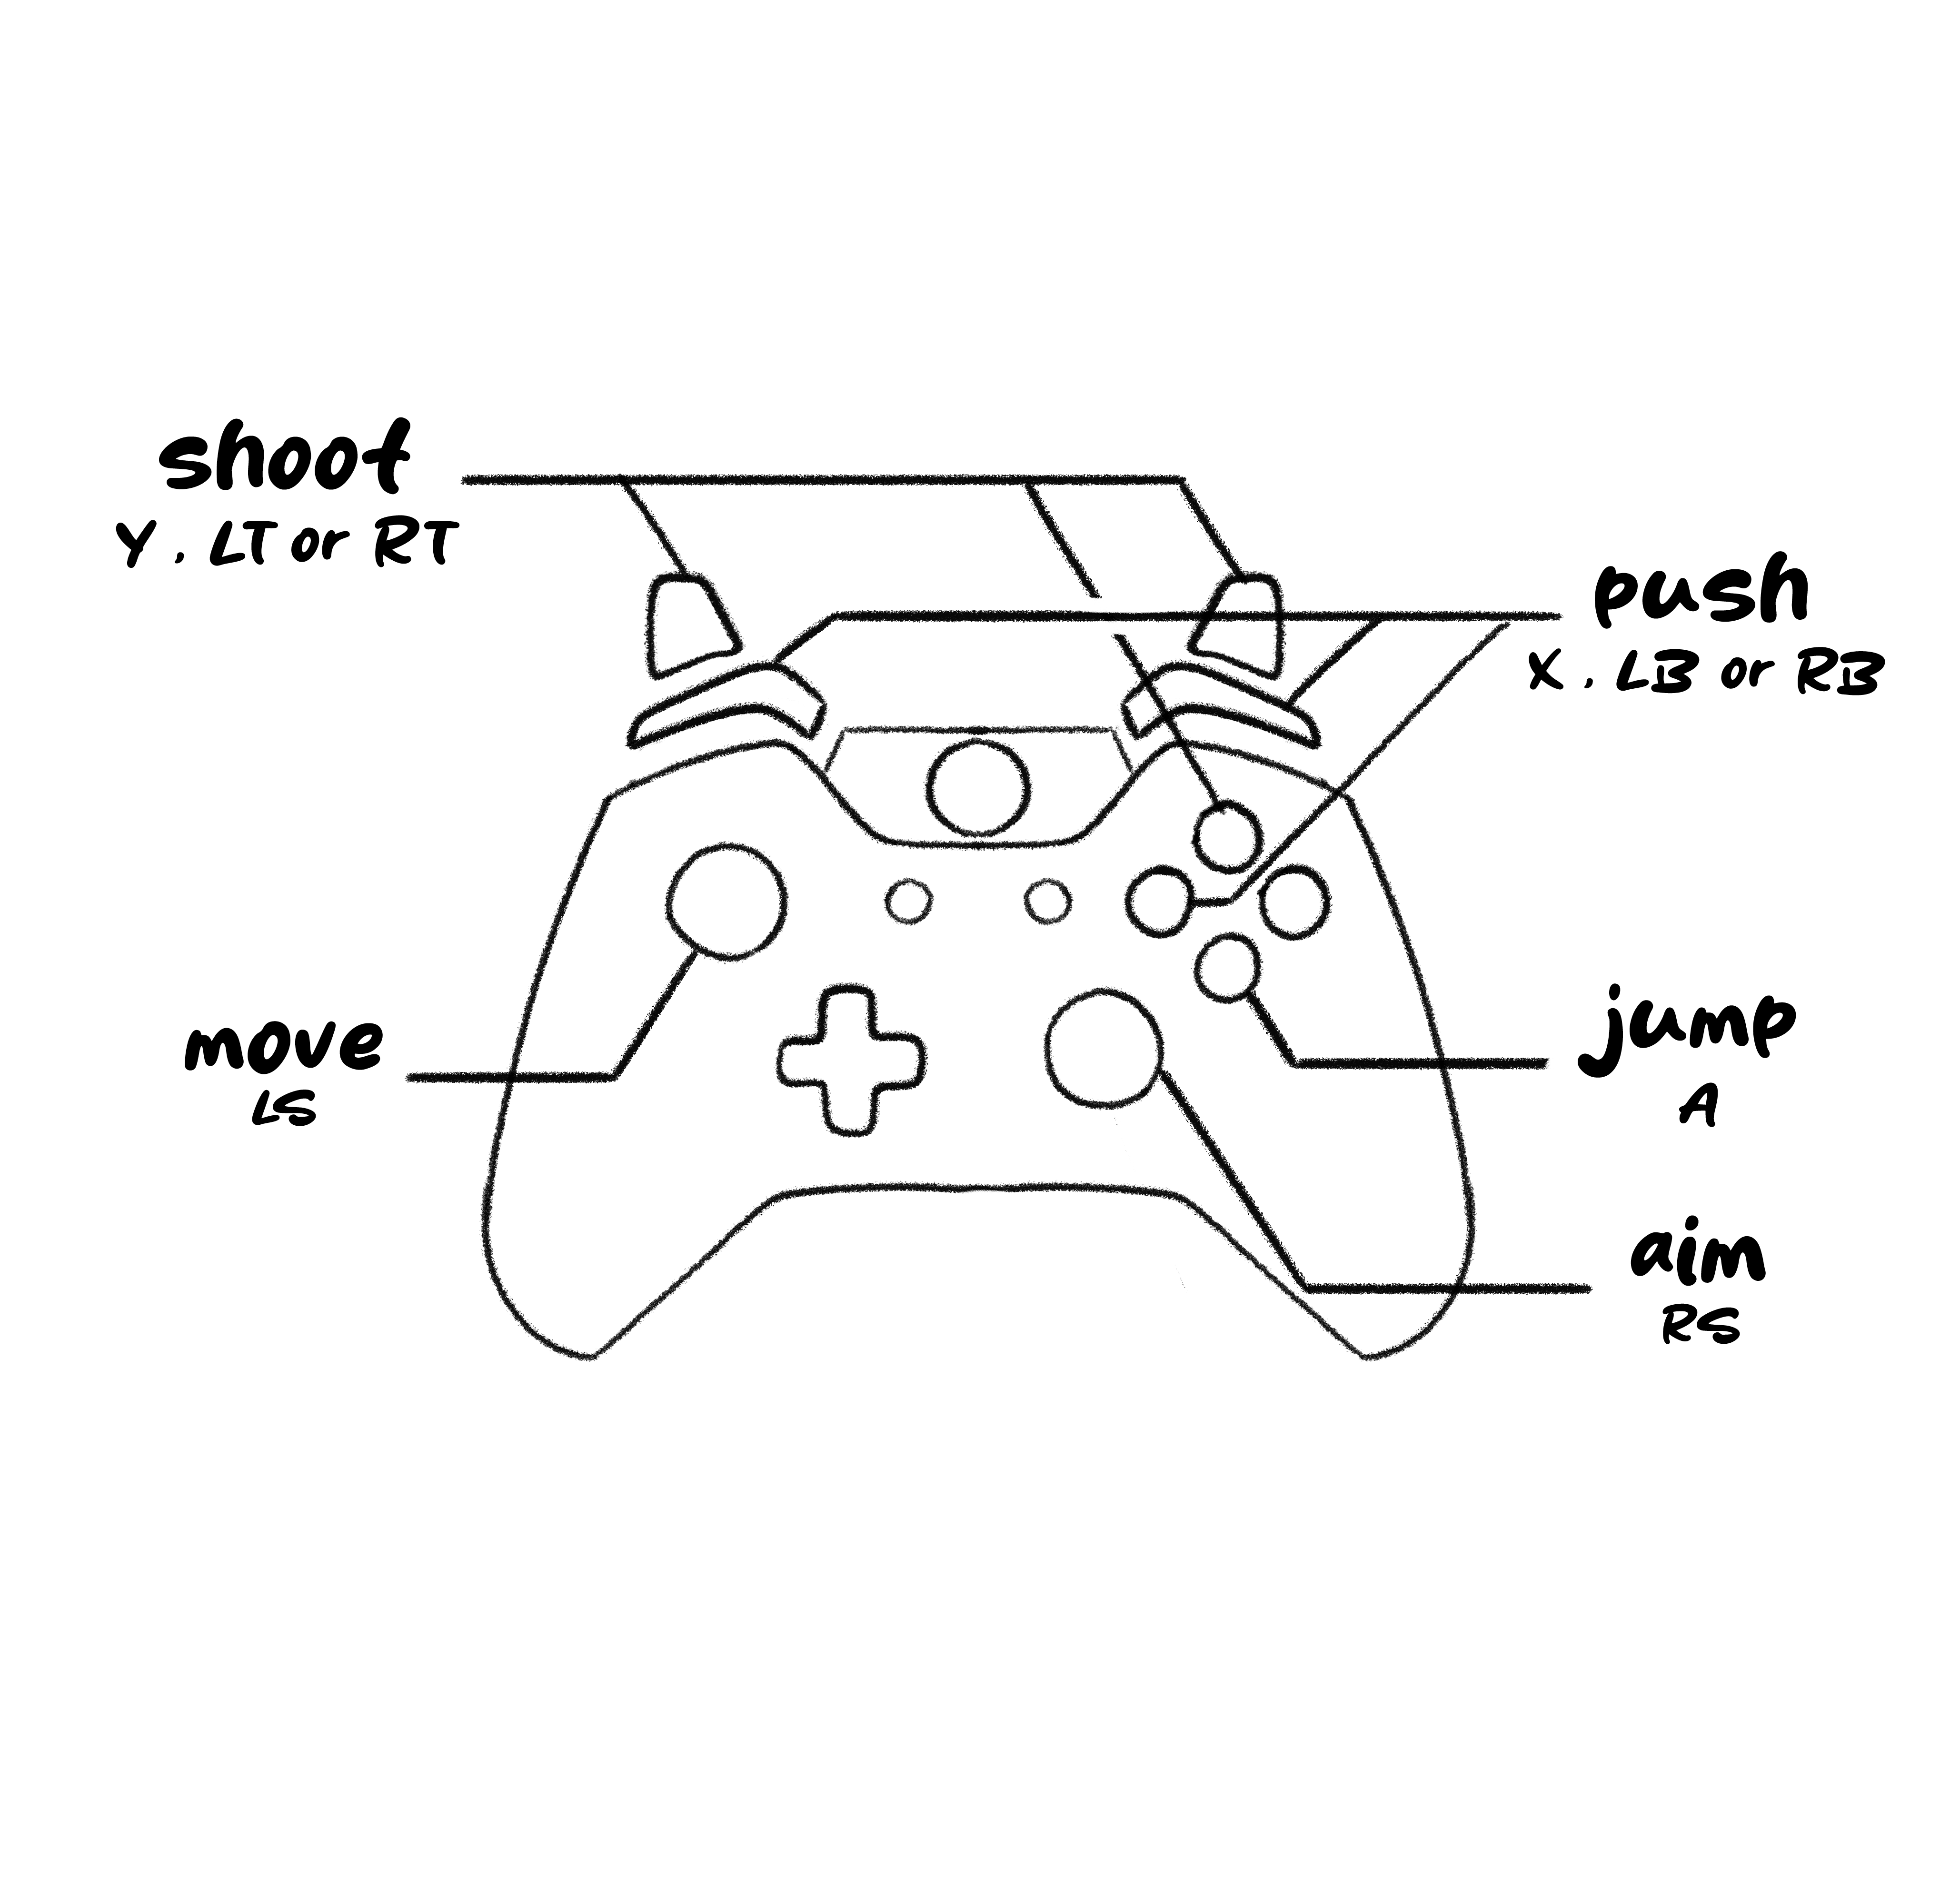 shoot
Y, LT or RT
push
X, LB or RB
move
LS
jump
A
aim
RS